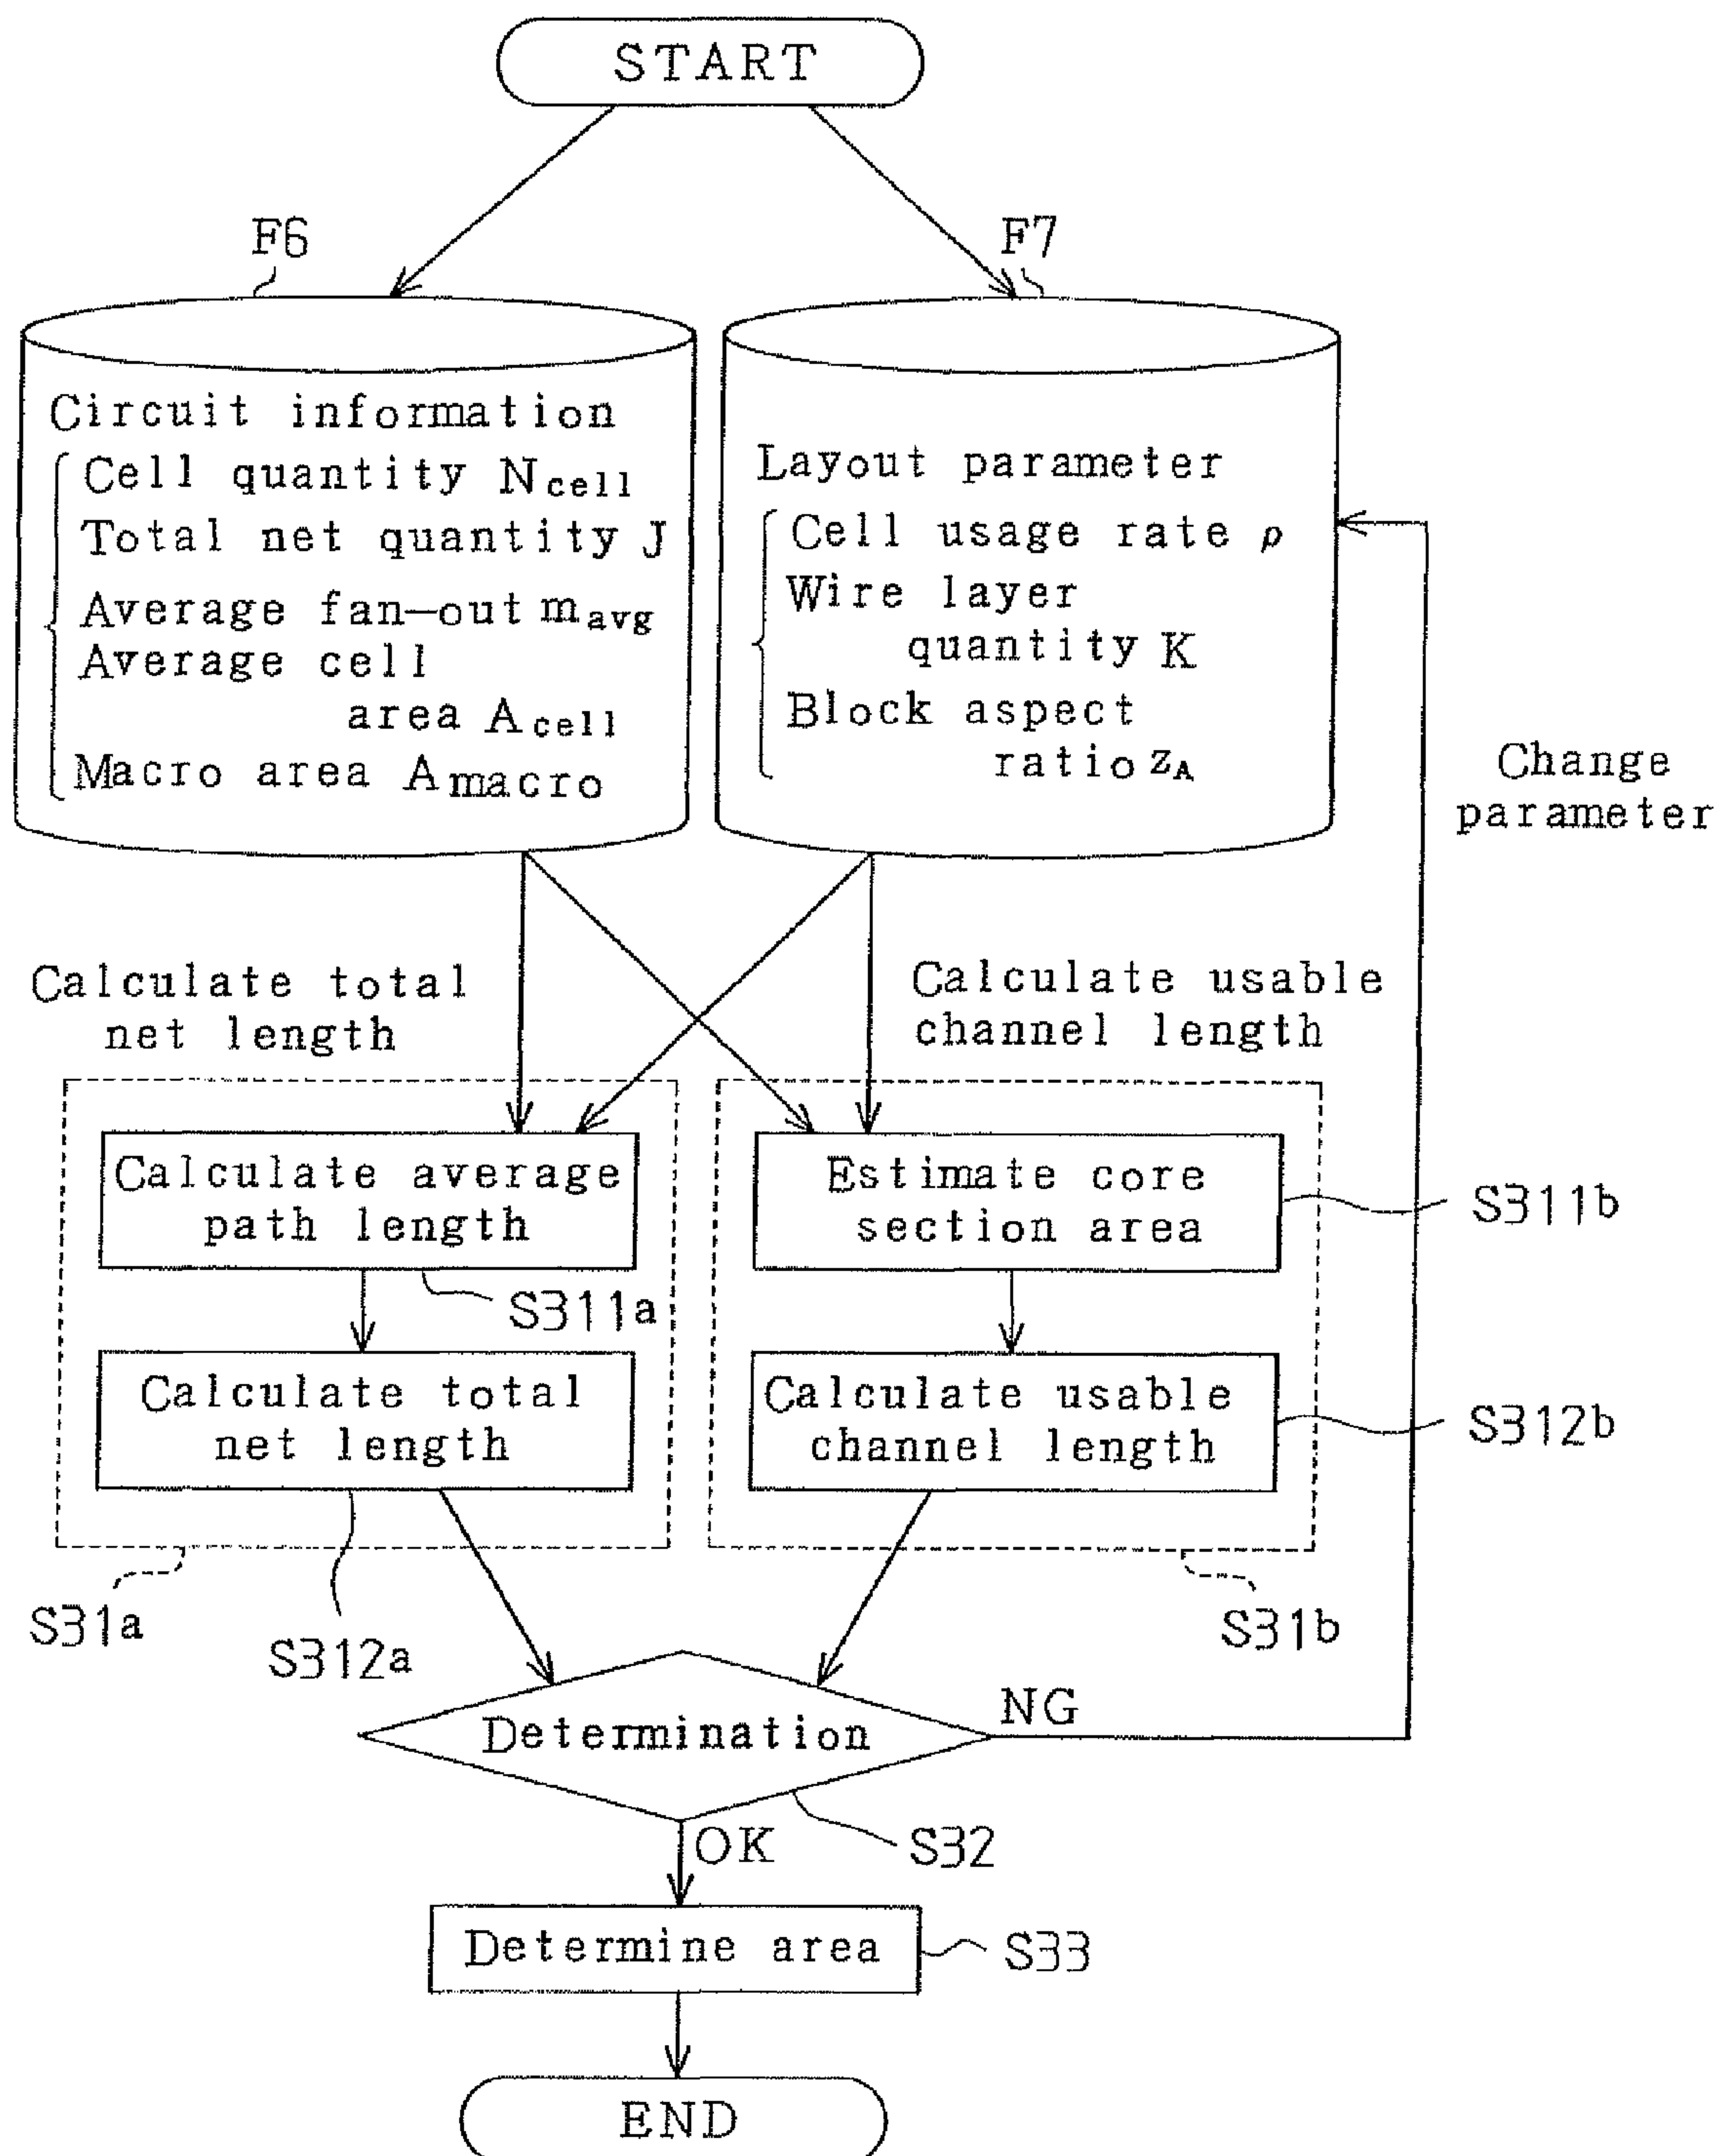 START
F6
F7
Circuit information
Cell quantity Ncell
Total net quantity J
Average fan-out mavg
Average cell
area Acell
Macro area Amacro
Layout parameter
Cell usage rate ρ
Wire layer
quantity K
Block aspect
ratio zA
Change
parameter
Calculate total
net length
Calculate usable
channel length
Calculate average
path length
S311a
Estimate core
section area
S311b
Calculate total
net length
Calculate usable
channel length
S312b
S31a
S312a
S31b
Determination
NG
OK
S32
Determine area
S33
END